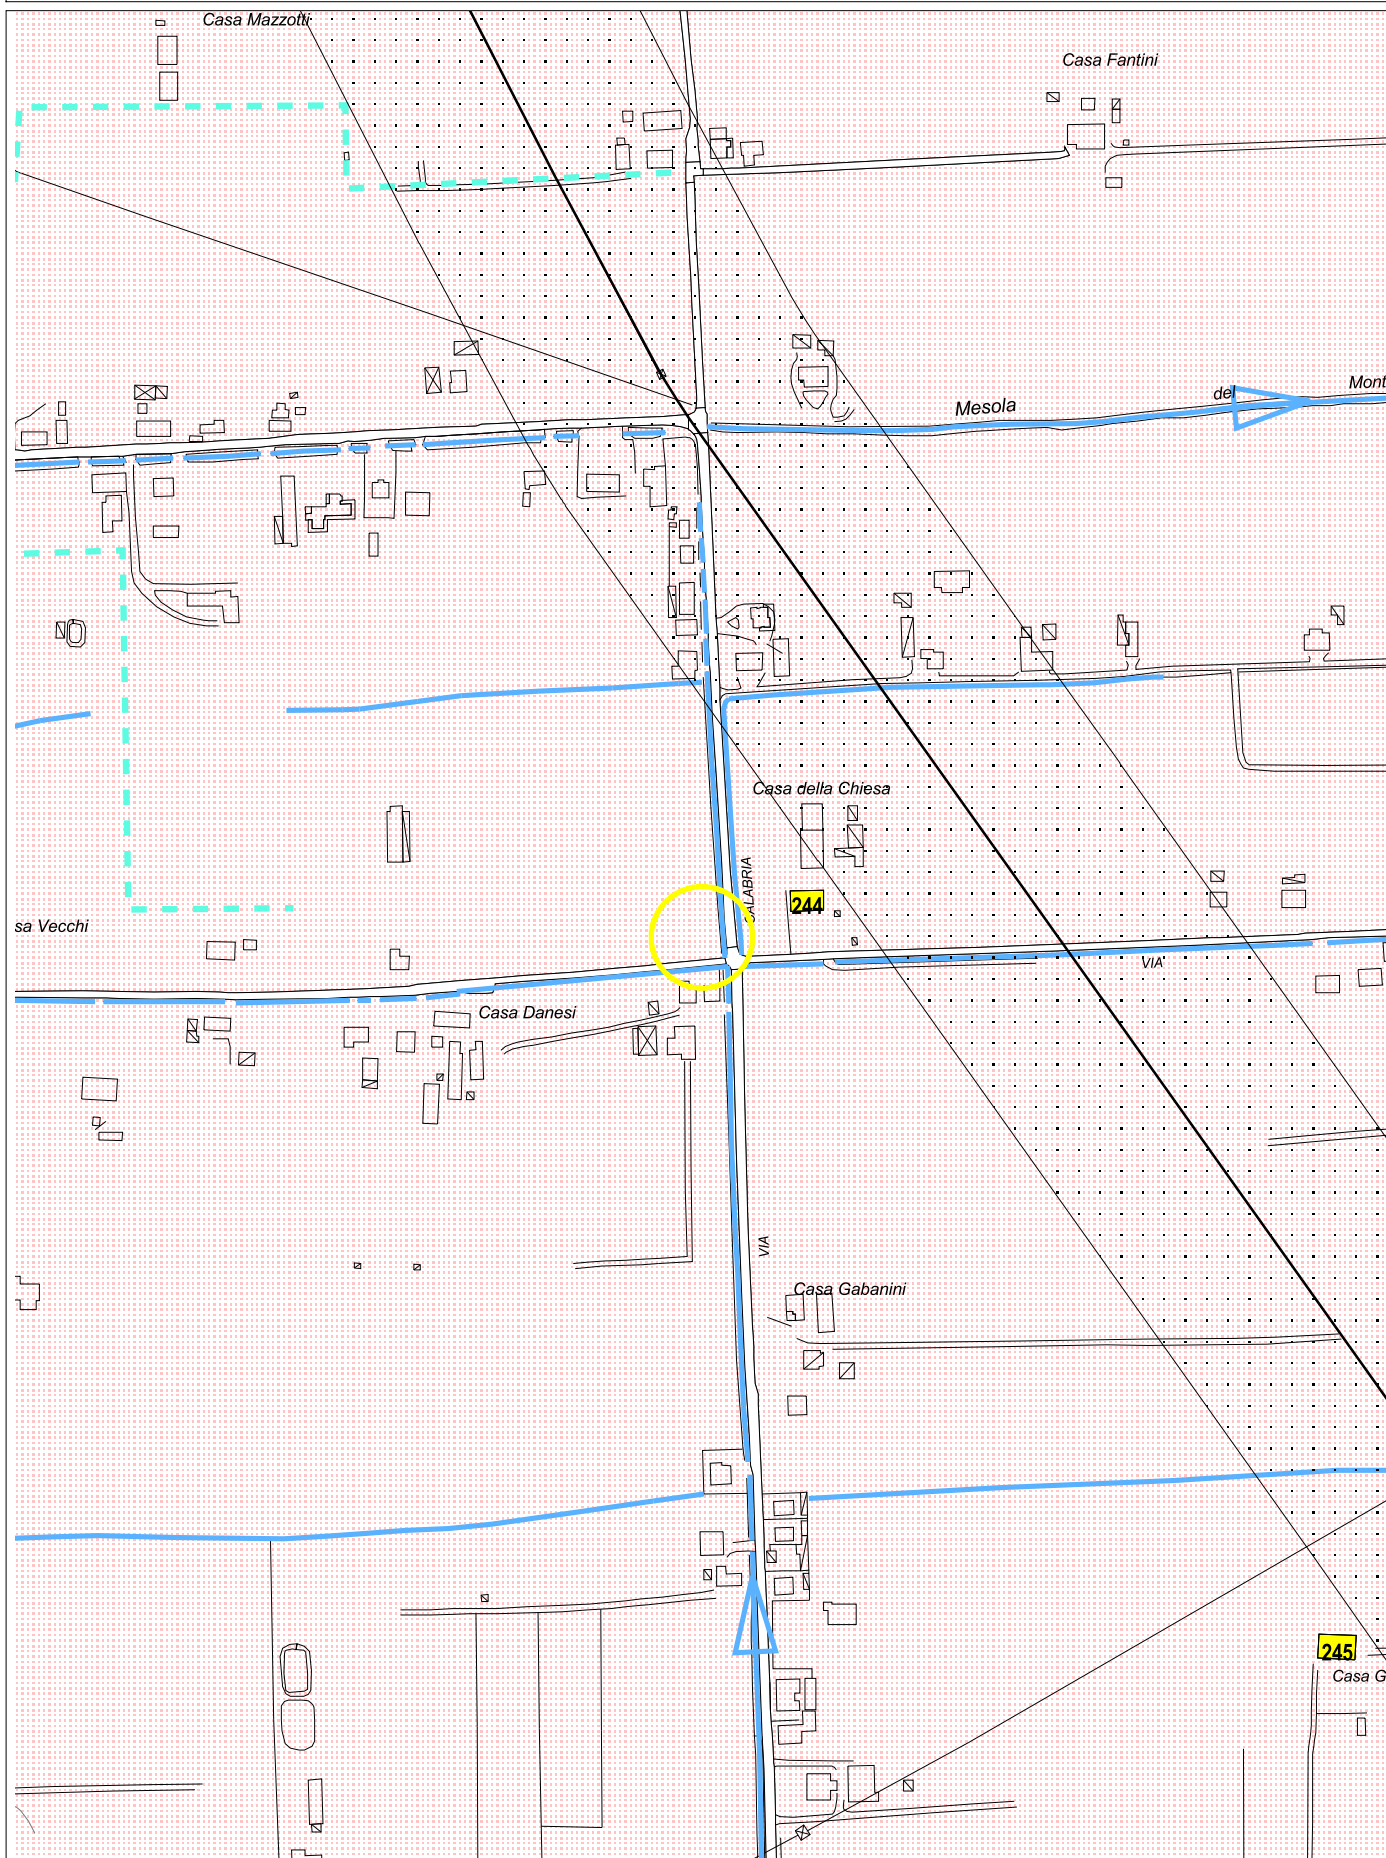 Casa Mazzotti
Casa Fantini
Mont
del
Mesola
Casa della Chiesa
CALABRIA
244
sa Vecchi
VIA
Casa Danesi
VIA
Casa Gabanini
245
Casa G